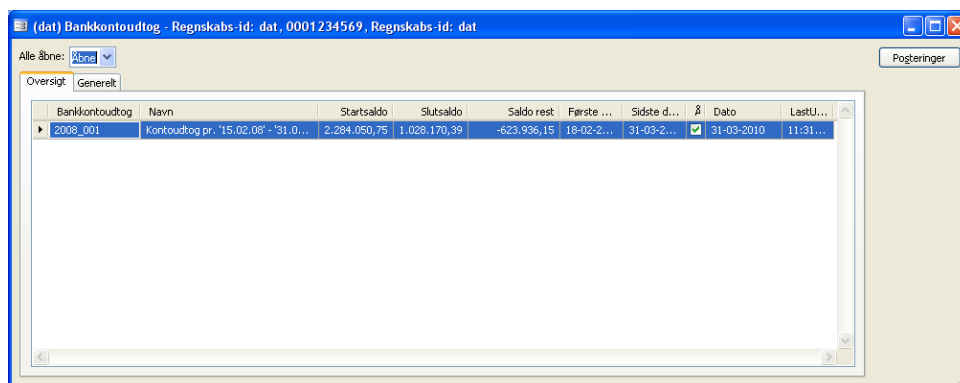 (dat) Bankkontoudtog - Regnskabs-id: dat, 0001234569, Regnskabs-id: dat
Alle åbne: Åbne
Posteringer
Oversigt Generelt
Bankkontoudtog Navn Startsaldo Slutsaldo Saldo rest Første ... Sidste d... Å Dato LastU...
2008_001 Kontoudtog pr. '15.02.08' - '31.0... 2.284.050,75 1.028.170,39 -623.936,15 18-02-2... 31-03-2... 31-03-2010 11:31...